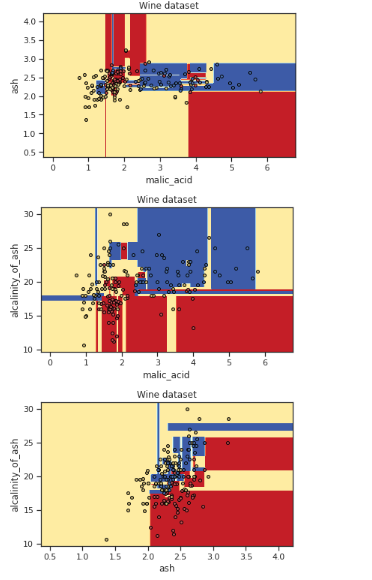 Wine dataset
4.0
3.5
3.0
2.5
2.0
1.5
1.0
0.5
ash
0 1 2 3 4 5 6
malic_acid
Wine dataset
30
25
20
15
10
alcalinity_of_ash
0 1 2 3 4 5 6
malic_acid
Wine dataset
30
25
20
15
10
alcalinity_of_ash
0.5 1.0 1.5 2.0 2.5 3.0 3.5 4.0
ash